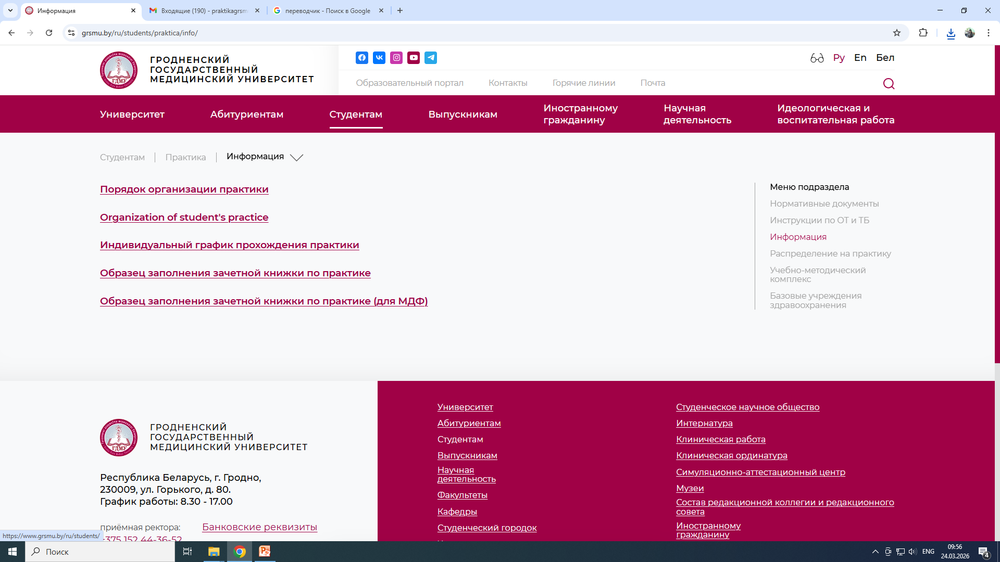 Информация
Входящие (190) - praktikagrsm
переводчик - Поиск в Google
grsmu.by/ru/students/praktica/info/
ГРОДНЕНСКИЙ
ГОСУДАРСТВЕННЫЙ
МЕДИЦИНСКИЙ УНИВЕРСИТЕТ
Ру En Бел
Образовательный портал Контакты Горячие линии Почта
Университет Абитуриентам Студентам Выпускникам
Иностранному
гражданину
Научная
деятельность
Идеологическая и
воспитательная работа
Студентам Практика Информация
Порядок организации практики
Organization of student's practice
Индивидуальный график прохождения практики
Образец заполнения зачетной книжки по практике
Образец заполнения зачетной книжки по практике (для МДФ)
Меню подраздела
Нормативные документы
Инструкции по ОТ и ТБ
Информация
Распределение на практику
Учебно-методический
комплекс
Базовые учреждения
здравоохранения
ГРОДНЕНСКИЙ
ГОСУДАРСТВЕННЫЙ
МЕДИЦИНСКИЙ УНИВЕРСИТЕТ
Республика Беларусь, г. Гродно,
230009, ул. Горького, д. 80.
График работы: 8.30 - 17.00
приёмная ректора: Банковские реквизиты
+375 152 44-36-52
Университет
Абитуриентам
Студентам
Выпускникам
Научная
деятельность
Факультеты
Кафедры
Студенческий городок
Студенческое научное общество
Интернатура
Клиническая работа
Клиническая ординатура
Симуляционно-аттестационный центр
Музеи
Состав редакционной коллегии и редакционного
совета
Иностранному
гражданину
https://www.grsmu.by/ru/students/
Поиск
ENG
09:56
24.03.2026
4